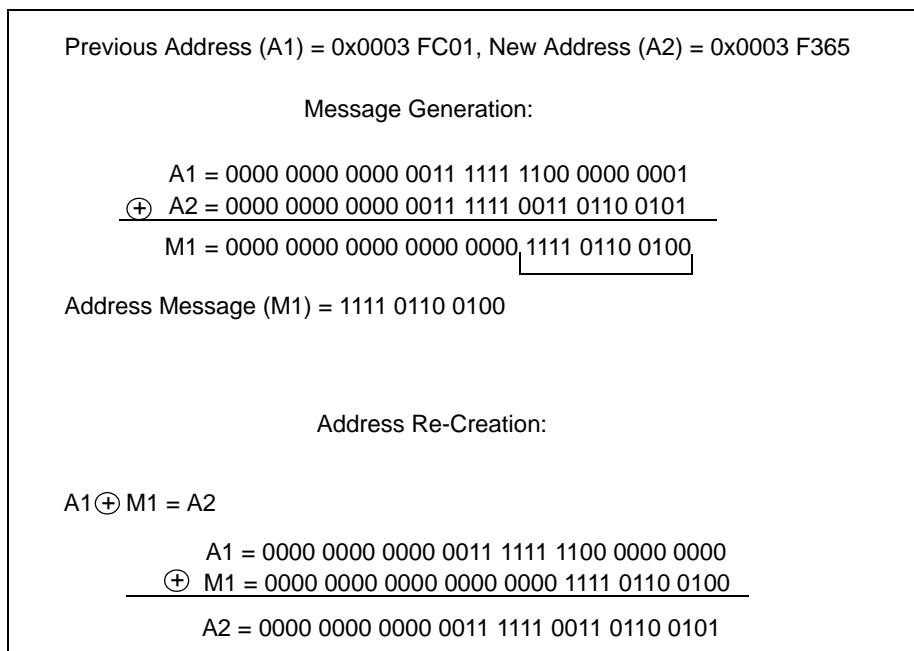 Previous Address (A1) = 0x0003 FC01, New Address (A2) = 0x0003 F365
Message Generation:
A1 = 0000 0000 0000 0011 1111 1100 0000 0001
⊕ A2 = 0000 0000 0000 0011 1111 0011 0110 0101
M1 = 0000 0000 0000 0000 0000 1111 0110 0100
Address Message (M1) = 1111 0110 0100
Address Re-Creation:
A1 ⊕ M1 = A2
A1 = 0000 0000 0000 0011 1111 1100 0000 0000
⊕ M1 = 0000 0000 0000 0000 0000 1111 0110 0100
A2 = 0000 0000 0000 0011 1111 0011 0110 0101